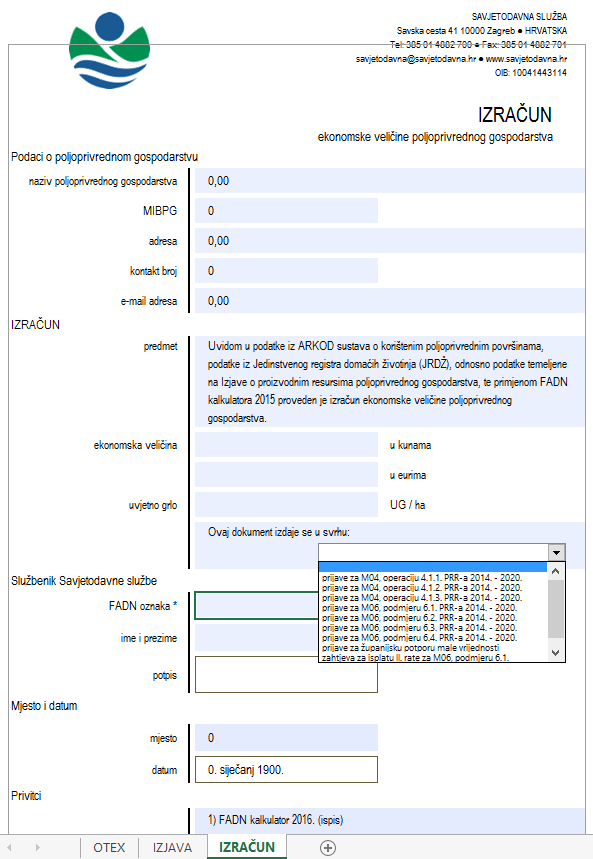 SAVJETODAVNA SLUŽBA
Savska cesta 41 10000 Zagreb ● HRVATSKA
Tel: 385 01 4882 700 ● Fax: 385 01 4882 701
savjetodavna@savjetodavna.hr ● www.savjetodavna.hr
OIB: 10041443114
IZRAČUN
ekonomske veličine poljoprivrednog gospodarstva
Podaci o poljoprivrednom gospodarstvu
naziv poljoprivrednog gospodarstva 0,00
MIBPG 0
adresa 0,00
kontakt broj 0
e-mail adresa 0,00
IZRAČUN
predmet Uvidom u podatke iz ARKOD sustava o korištenim poljoprivrednim površinama,
podatke iz Jedinstvenog registra domaćih životinja (JRDŽ), odnosno podatke temeljene
na Izjave o proizvodnim resursima poljoprivrednog gospodarstva, te primjenom FADN
kalkulatora 2015 proveden je izračun ekonomske veličine poljoprivrednog
gospodarstva.
ekonomska veličina u kunama
u eurima
uvjetno grlo UG / ha
Ovaj dokument izdaje se u svrhu:
prijave za M04, operaciju 4.1.1. PRR-a 2014. - 2020.
prijave za M04, operaciju 4.1.2. PRR-a 2014. - 2020.
prijave za M04, operaciju 4.1.3. PRR-a 2014. - 2020.
prijave za M06, podmjeru 6.1. PRR-a 2014. - 2020.
prijave za M06, podmjeru 6.2. PRR-a 2014. - 2020.
prijave za M06, podmjeru 6.3. PRR-a 2014. - 2020.
prijave za M06, podmjeru 6.4. PRR-a 2014. - 2020.
prijave za županijsku potporu male vrijednosti
zahtjeva za isplatu II. rate za M06, podmjeru 6.1.
Službenik Savjetodavne službe
FADN oznaka *
ime i prezime
potpis
Mjesto i datum
mjesto 0
datum 0. siječanj 1900.
Privitci
1) FADN kalkulator 2016. (ispis)
OTEX IZJAVA IZRAČUN